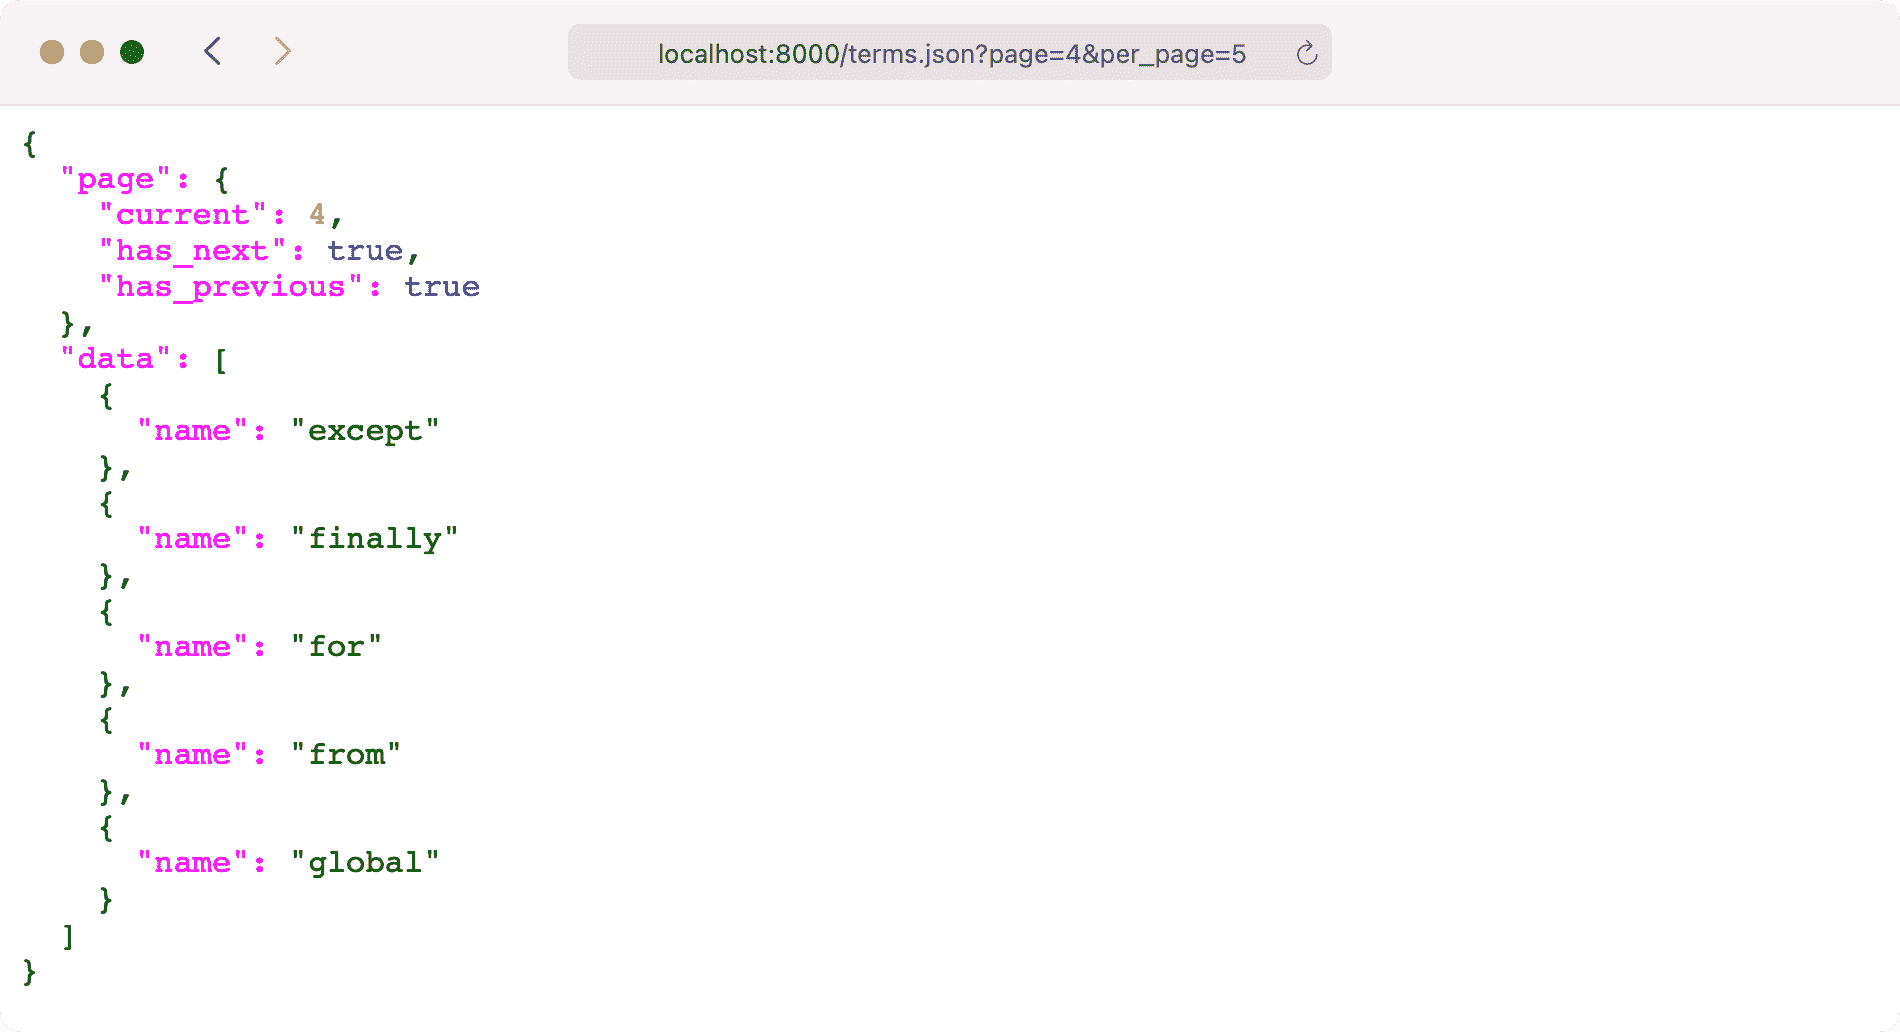 localhost:8000/terms.json?page=4&per_page=5
{
  "page": {
    "current": 4,
    "has_next": true,
    "has_previous": true
  },
  "data": [
    {
      "name": "except"
    },
    {
      "name": "finally"
    },
    {
      "name": "for"
    },
    {
      "name": "from"
    },
    {
      "name": "global"
    }
  ]
}